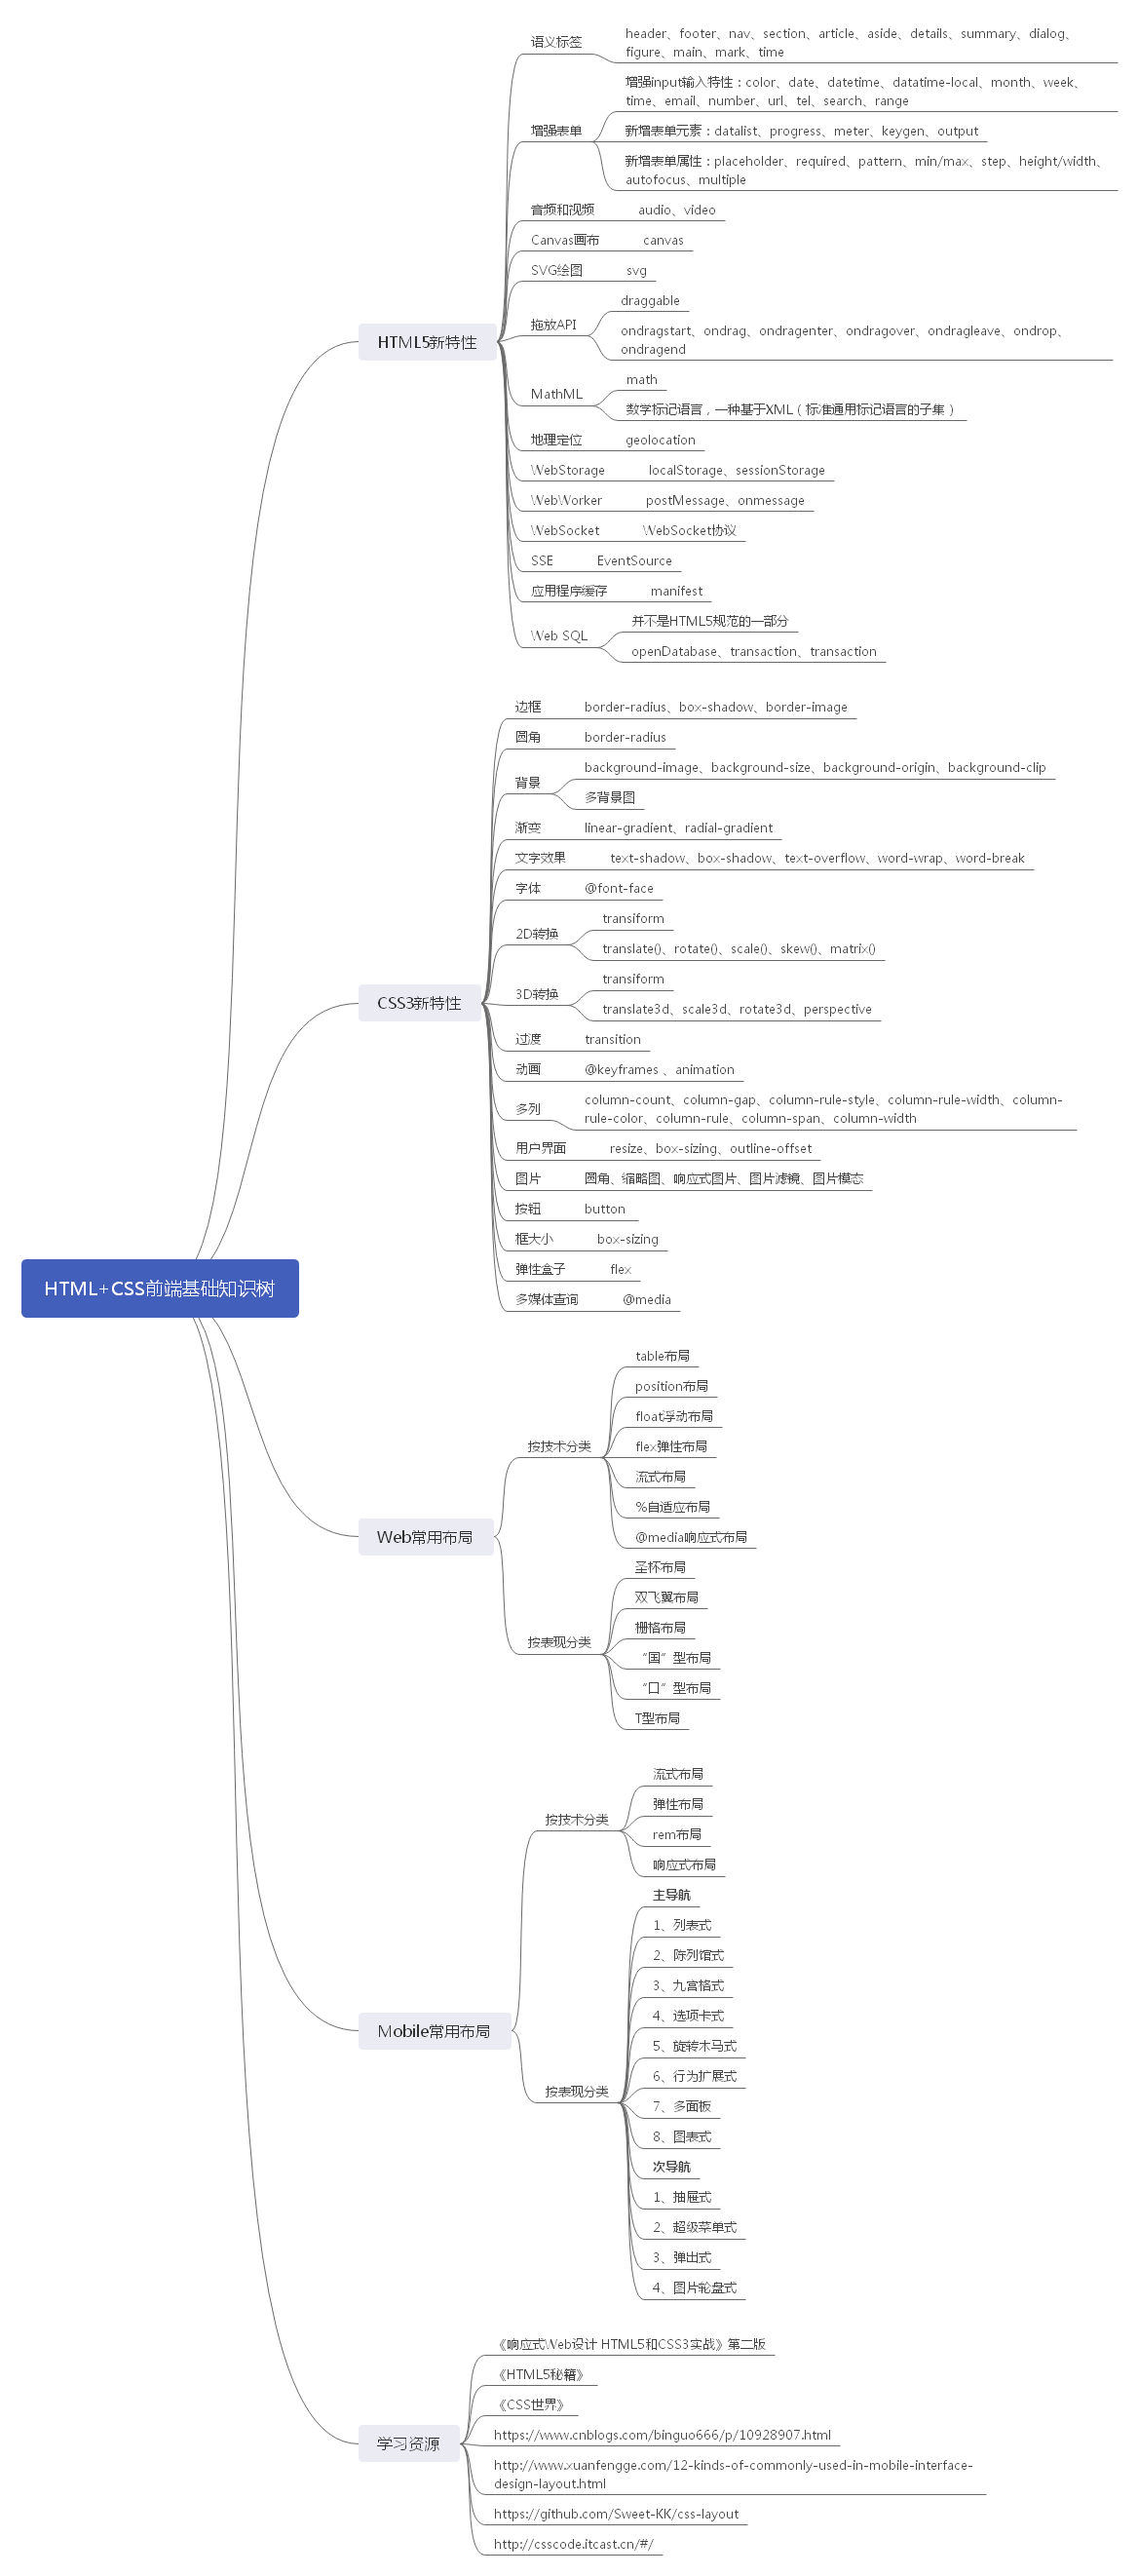 语义标签
header、footer、nav、section、article、aside、details、summary、dialog、
figure、main、mark、time
增强表单
增强input输入特性：color、date、datetime、datatime-local、month、week、
time、email、number、url、tel、search、range
新增表单元素：datalist、progress、meter、keygen、output
新增表单属性：placeholder、required、pattern、min/max、step、height/width、
autofocus、multiple
音频和视频
audio、video
Canvas画布
canvas
SVG绘图
svg
拖放API
draggable
ondragstart、ondrag、ondragenter、ondragover、ondragleave、ondrop、
ondragend
HTML5新特性
MathML
math
数学标记语言，一种基于XML（标准通用标记语言的子集）
地理定位
geolocation
WebStorage
localStorage、sessionStorage
WebWorker
postMessage、onmessage
WebSocket
WebSocket协议
SSE
EventSource
应用程序缓存
manifest
Web SQL
并不是HTML5规范的一部分
openDatabase、transaction、transaction
边框
border-radius、box-shadow、border-image
圆角
border-radius
背景
background-image、background-size、background-origin、background-clip
多背景图
渐变
linear-gradient、radial-gradient
文字效果
text-shadow、box-shadow、text-overflow、word-wrap、word-break
字体
@font-face
2D转换
transiform
translate()、rotate()、scale()、skew()、matrix()
CSS3新特性
3D转换
transiform
translate3d、scale3d、rotate3d、perspective
过渡
transition
动画
@keyframes 、animation
多列
column-count、column-gap、column-rule-style、column-rule-width、column-
rule-color、column-rule、column-span、column-width
用户界面
resize、box-sizing、outline-offset
图片
圆角、缩略图、响应式图片、图片滤镜、图片模态
按钮
button
框大小
box-sizing
弹性盒子
flex
多媒体查询
@media
HTML+CSS前端基础知识树
Web常用布局
按技术分类
table布局
position布局
float浮动布局
flex弹性布局
流式布局
%自适应布局
@media响应式布局
按表现分类
圣杯布局
双飞翼布局
栅格布局
“国”型布局
“口”型布局
T型布局
Mobile常用布局
按技术分类
流式布局
弹性布局
rem布局
响应式布局
按表现分类
主导航
1、列表式
2、陈列馆式
3、九宫格式
4、选项卡式
5、旋转木马式
6、行为扩展式
7、多面板
8、图表式
次导航
1、抽屉式
2、超级菜单式
3、弹出式
4、图片轮盘式
学习资源
《响应式Web设计 HTML5和CSS3实战》第二版
《HTML5秘籍》
《CSS世界》
https://www.cnblogs.com/binguo666/p/10928907.html
http://www.xuanfengge.com/12-kinds-of-commonly-used-in-mobile-interface-
design-layout.html
https://github.com/Sweet-KK/css-layout
http://csscode.itcast.cn/#/